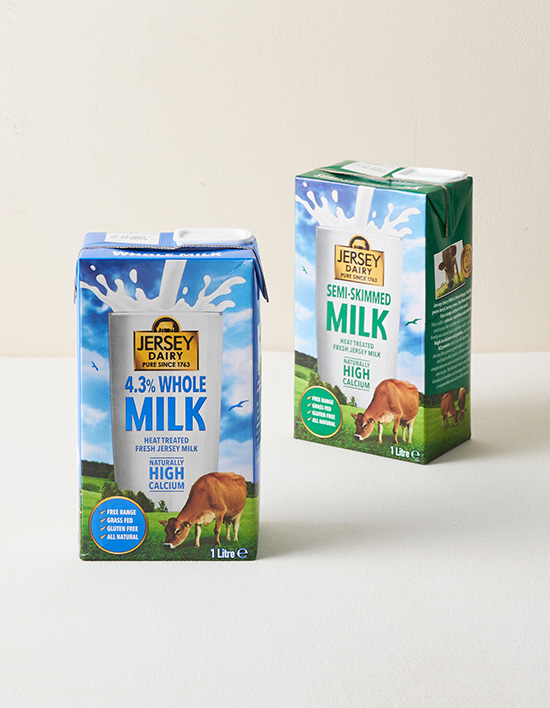 WHOLE MILK
JERSEY
DAIRY
PURE SINCE 1763
4.3% WHOLE
MILK
HEAT TREATED
FRESH JERSEY MILK
NATURALLY
HIGH
CALCIUM
✓ FREE RANGE
✓ GRASS FED
✓ GLUTEN FREE
✓ ALL NATURAL
1 Litre e
JERSEY
DAIRY
PURE SINCE 1763
SEMI-SKIMMED
MILK
HEAT TREATED
FRESH JERSEY MILK
NATURALLY
HIGH
CALCIUM
✓ FREE RANGE
✓ GRASS FED
✓ GLUTEN FREE
✓ ALL NATURAL
1 Litre e